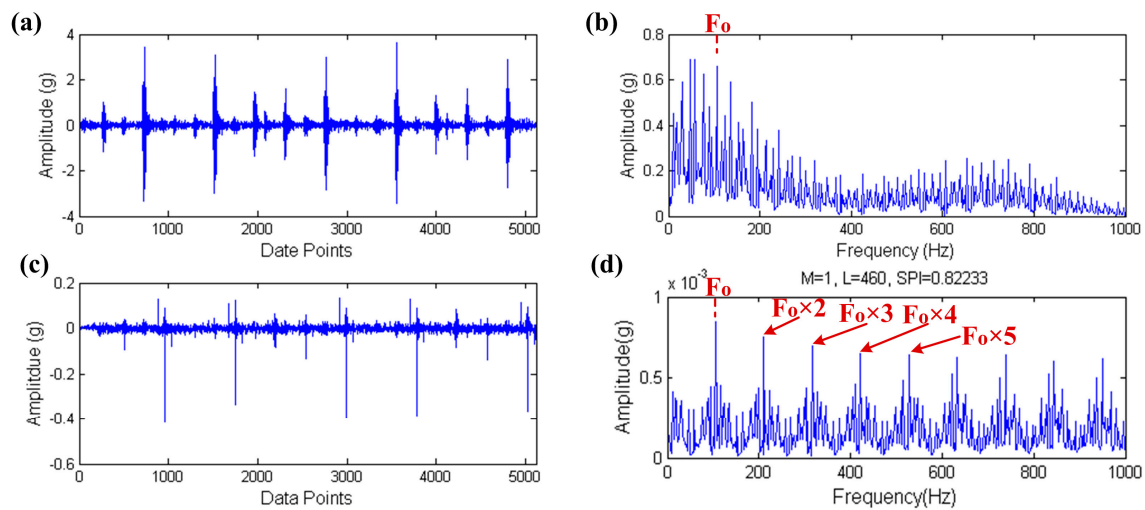 (a)
4
2
0
-2
-4
Amplitude (g)
0 1000 2000 3000 4000 5000
Date Points
(b)
Fo
0.8
0.6
0.4
0.2
0
Amplitude (g)
0 200 400 600 800 1000
Frequency (Hz)
(c)
0.2
0
-0.2
-0.4
-0.6
Amplitdue (g)
0 1000 2000 3000 4000 5000
Data Points
(d)
x 10⁻³
M=1, L=460, SPI=0.82233
Fo
Fo×2
Fo×3
Fo×4
Fo×5
1
0.5
0
Amplitude(g)
0 200 400 600 800 1000
Frequency(Hz)